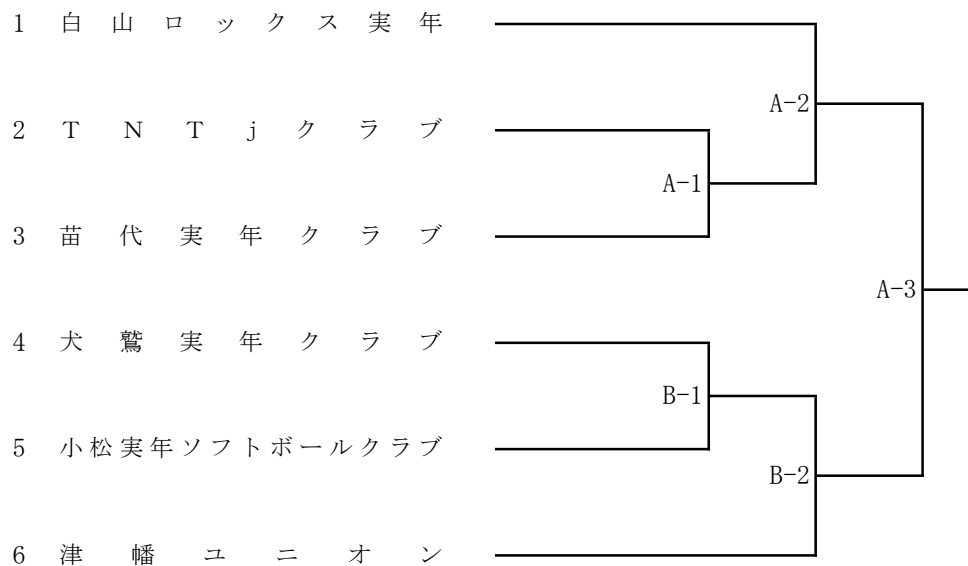 1 白山ロックス実年
A-2
2 TNTjクラブ
A-1
3 苗代実年クラブ
A-3
4 犬鷲実年クラブ
B-1
5 小松実年ソフトボールクラブ
B-2
6 津幡ユニオン